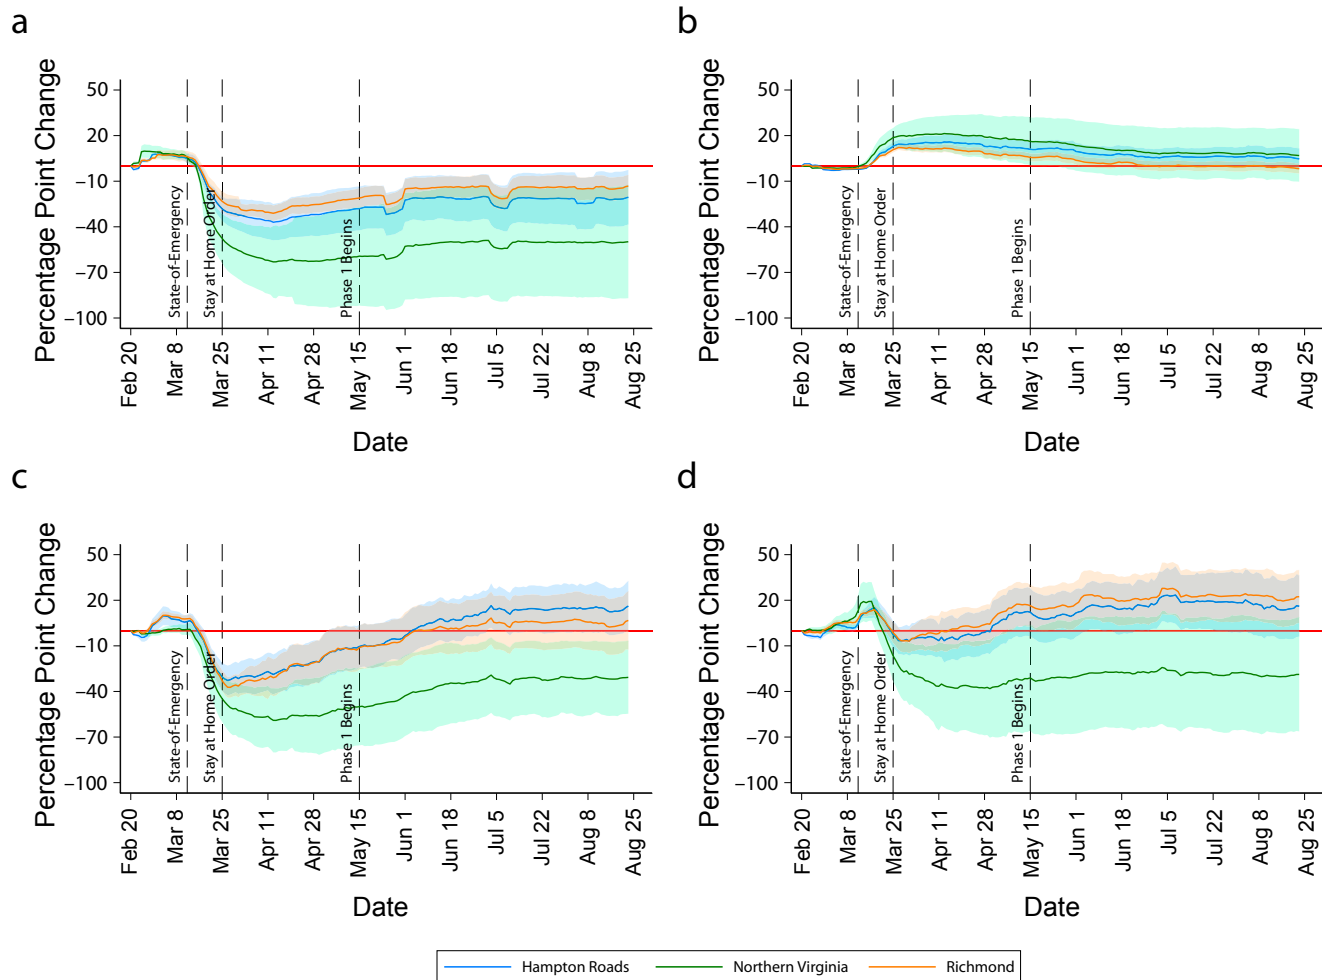 a
Percentage Point Change
50
20
−10
−40
−70
−100
State-of-Emergency
Stay at Home Order
Phase 1 Begins
Feb 20
Mar 8
Mar 25
Apr 11
Apr 28
May 15
Jun 1
Jun 18
Jul 5
Jul 22
Aug 8
Aug 25
Date
b
Percentage Point Change
50
20
−10
−40
−70
−100
State-of-Emergency
Stay at Home Order
Phase 1 Begins
Feb 20
Mar 8
Mar 25
Apr 11
Apr 28
May 15
Jun 1
Jun 18
Jul 5
Jul 22
Aug 8
Aug 25
Date
c
Percentage Point Change
50
20
−10
−40
−70
−100
State-of-Emergency
Stay at Home Order
Phase 1 Begins
Feb 20
Mar 8
Mar 25
Apr 11
Apr 28
May 15
Jun 1
Jun 18
Jul 5
Jul 22
Aug 8
Aug 25
Date
d
Percentage Point Change
50
20
−10
−40
−70
−100
State-of-Emergency
Stay at Home Order
Phase 1 Begins
Feb 20
Mar 8
Mar 25
Apr 11
Apr 28
May 15
Jun 1
Jun 18
Jul 5
Jul 22
Aug 8
Aug 25
Date
Hampton Roads
Northern Virginia
Richmond